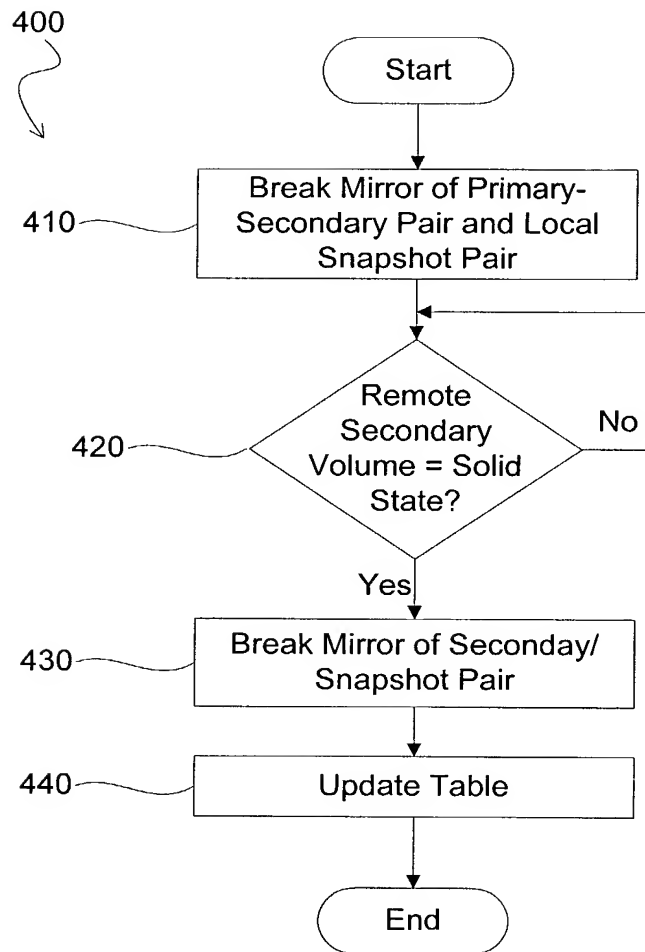 400
Start
410
Break Mirror of Primary-
Secondary Pair and Local
Snapshot Pair
420
Remote
Secondary
Volume = Solid
State?
No
Yes
430
Break Mirror of Seconday/
Snapshot Pair
440
Update Table
End